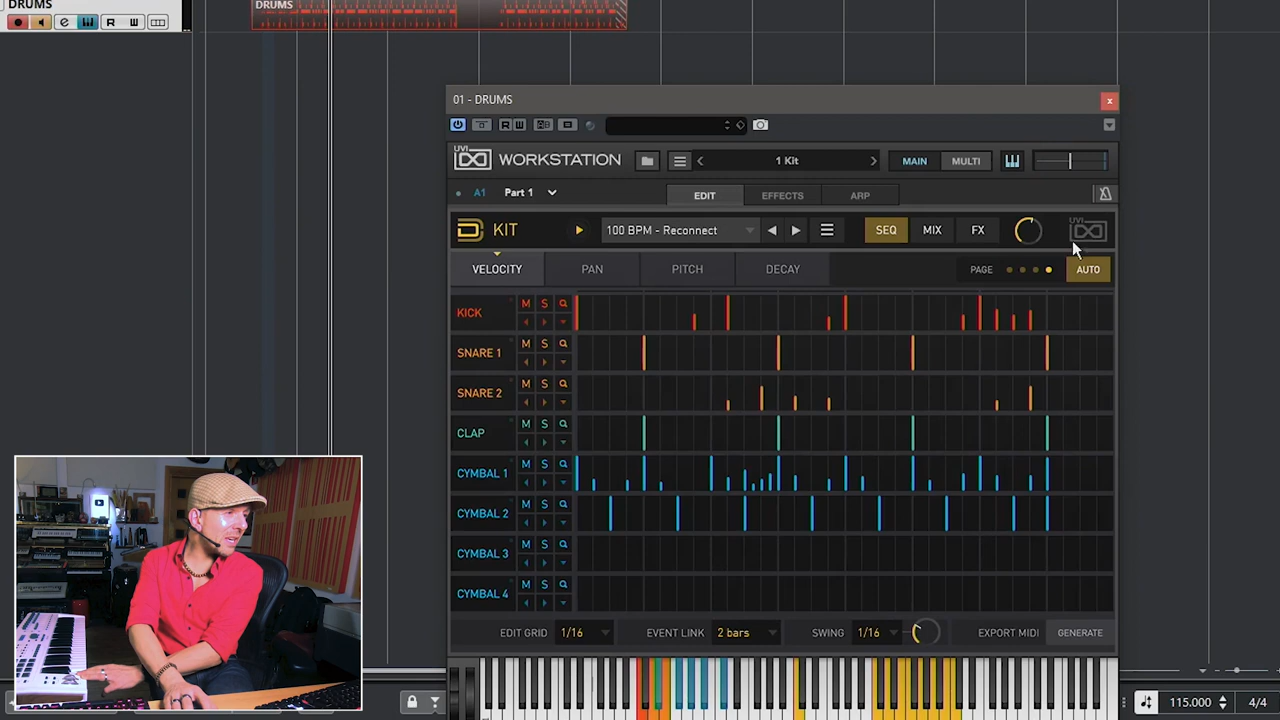 DRUMS
DRUMS
R W
01 - DRUMS
R W
UVI WORKSTATION 1 Kit MAIN MULTI
A1 Part 1 EDIT EFFECTS ARP
KIT 100 BPM - Reconnect SEQ MIX FX UVI
VELOCITY PAN PITCH DECAY PAGE AUTO
KICK M S
SNARE 1 M S
SNARE 2 M S
CLAP M S
CYMBAL 1 M S
CYMBAL 2 M S
CYMBAL 3 M S
CYMBAL 4 M S
EDIT GRID 1/16 EVENT LINK 2 bars SWING 1/16 EXPORT MIDI GENERATE
115.000 4/4